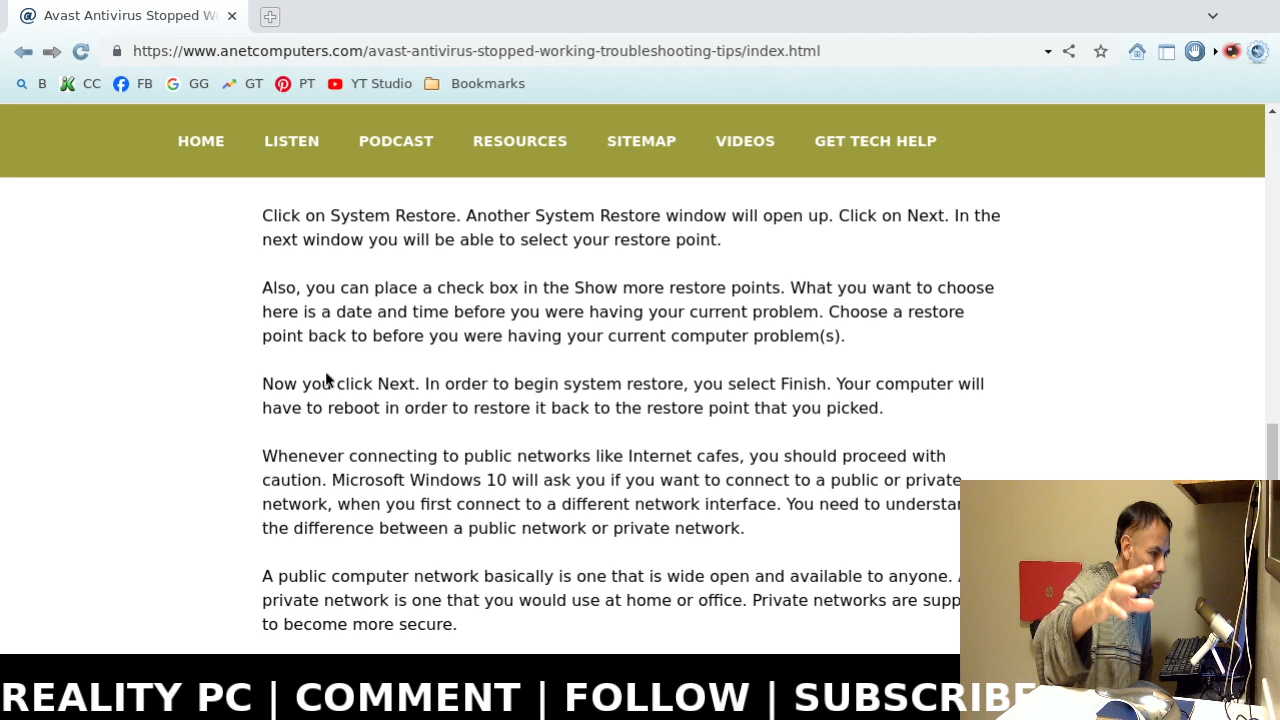 Avast Antivirus Stopped Wo
https://www.anetcomputers.com/avast-antivirus-stopped-working-troubleshooting-tips/index.html
B CC FB GG GT PT YT Studio Bookmarks
HOME LISTEN PODCAST RESOURCES SITEMAP VIDEOS GET TECH HELP
Click on System Restore. Another System Restore window will open up. Click on Next. In the
next window you will be able to select your restore point.
Also, you can place a check box in the Show more restore points. What you want to choose
here is a date and time before you were having your current problem. Choose a restore
point back to before you were having your current computer problem(s).
Now you click Next. In order to begin system restore, you select Finish. Your computer will
have to reboot in order to restore it back to the restore point that you picked.
Whenever connecting to public networks like Internet cafes, you should proceed with
caution. Microsoft Windows 10 will ask you if you want to connect to a public or private
network, when you first connect to a different network interface. You need to
the difference between a public network or private network.
A public computer network basically is one that is wide open and available to anyone.
private network is one that you would use at home or office. Private networks are
to become more secure.
REALITY PC | COMMENT | FOLLOW | SUBSCRIBE